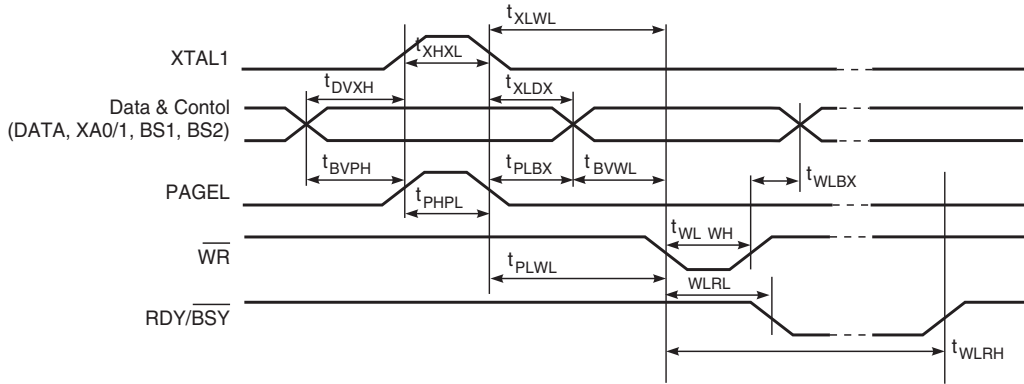 tXLWL
XTAL1
tXHXL
tDVXH
tXLDX
Data & Contol
(DATA, XA0/1, BS1, BS2)
tBVPH
tPLBX
tBVWL
tWLBX
PAGEL
tPHPL
tWL WH
WR
tPLWL
WLRL
RDY/BSY
tWLRH